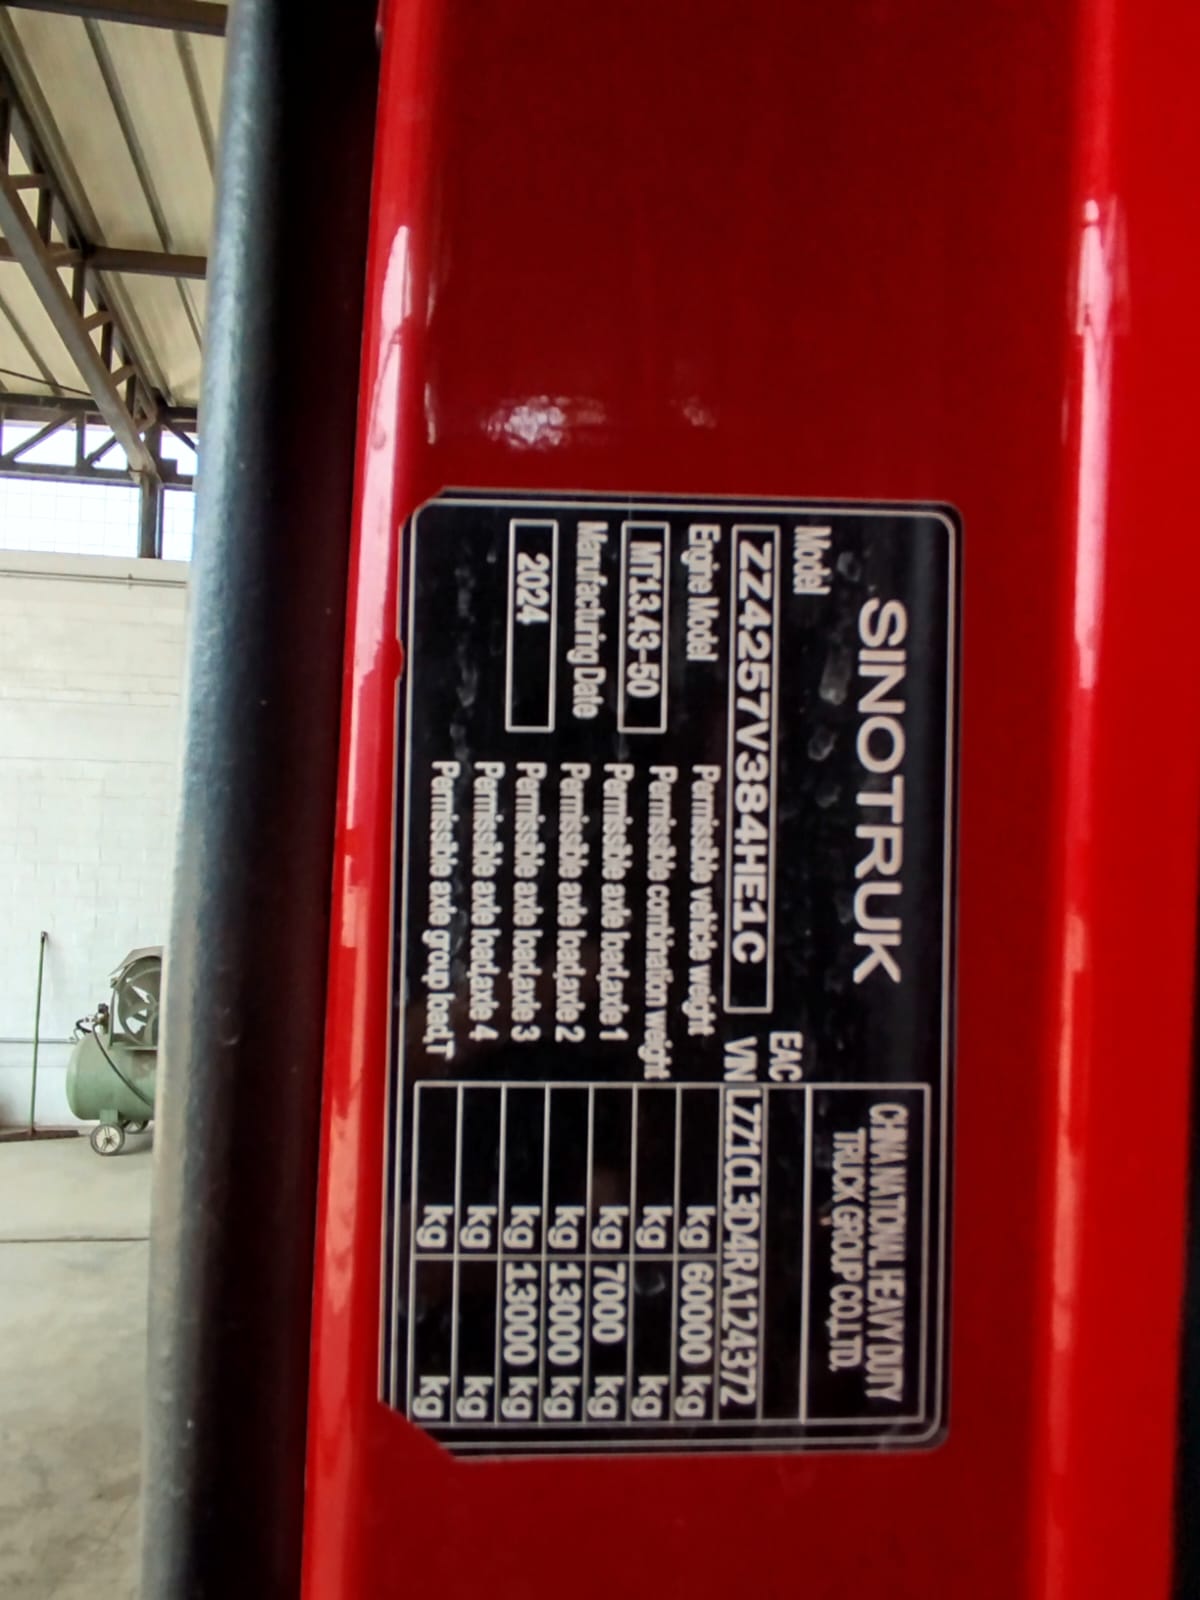 SINOTRUK
CHINA NATIONAL HEAVY DUTY
TRUCK GROUP CO.,LTD.
Model
EAC
ZZ4257V384HE1C
VIN LZZ1CL3D4RA124372
Engine Model
MT13.43-50
Manufacturing Date
2024
Permissible vehicle weight kg 60000 kg
Permissible combination weight kg kg
Permissible axle load,axle 1 kg 7000 kg
Permissible axle load,axle 2 kg 13000 kg
Permissible axle load,axle 3 kg 13000 kg
Permissible axle load,axle 4 kg kg
Permissible axle group load,T kg kg